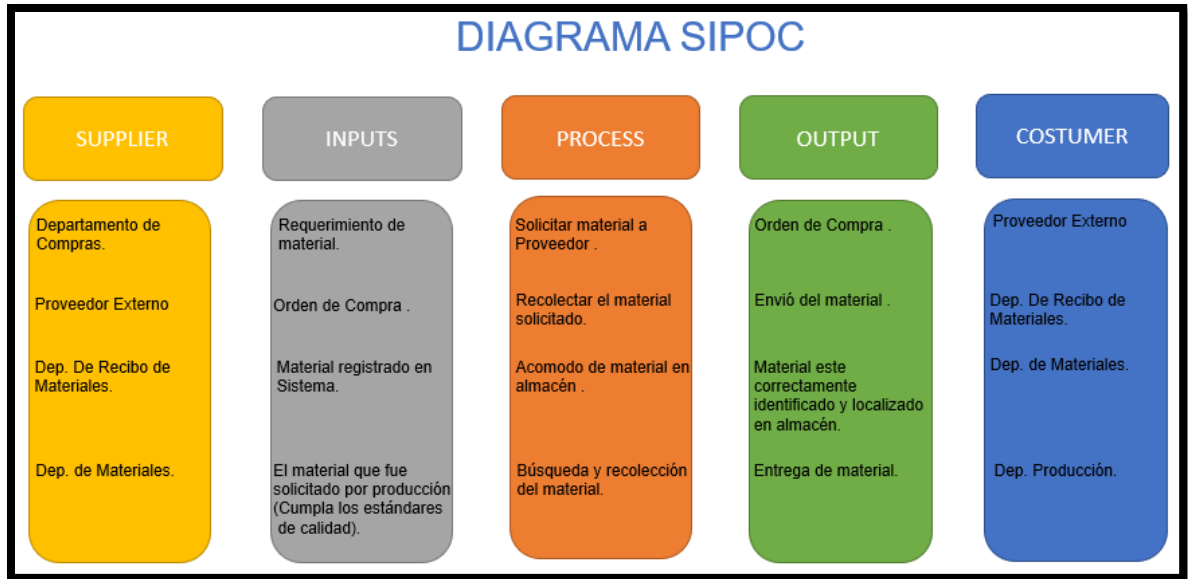 DIAGRAMA SIPOC
SUPPLIER
INPUTS
PROCESS
OUTPUT
COSTUMER
Departamento de
Compras.
Proveedor Externo
Dep. De Recibo de
Materiales.
Dep. de Materiales.
Requerimiento de
material.
Orden de Compra .
Material registrado en
Sistema.
El material que fue
solicitado por producción
(Cumpla los estándares
de calidad).
Solicitar material a
Proveedor .
Recolectar el material
solicitado.
Acomodo de material en
almacén .
Búsqueda y recolección
del material.
Orden de Compra .
Envió del material .
Material este
correctamente
identificado y localizado
en almacén.
Entrega de material.
Proveedor Externo
Dep. De Recibo de
Materiales.
Dep. de Materiales.
Dep. Producción.